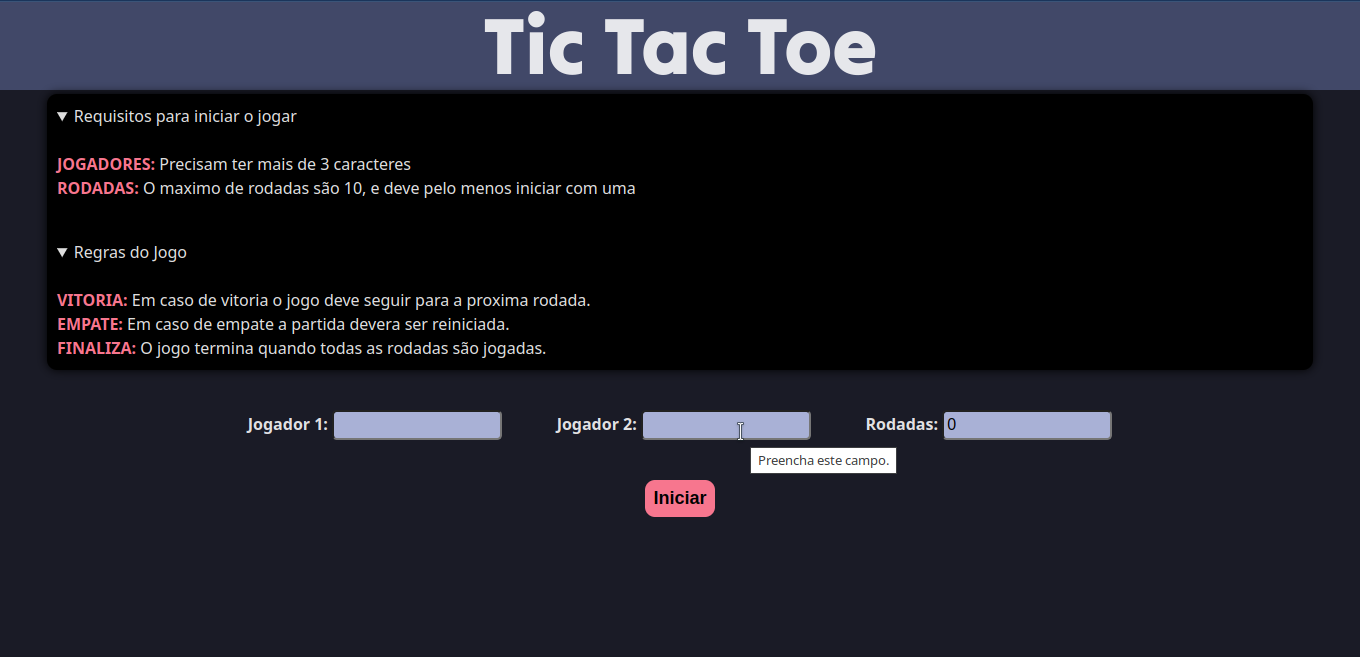 Tic Tac Toe
Requisitos para iniciar o jogar
JOGADORES: Precisam ter mais de 3 caracteres
RODADAS: O maximo de rodadas são 10, e deve pelo menos iniciar com uma
Regras do Jogo
VITORIA: Em caso de vitoria o jogo deve seguir para a proxima rodada.
EMPATE: Em caso de empate a partida devera ser reiniciada.
FINALIZA: O jogo termina quando todas as rodadas são jogadas.
Jogador 1: Jogador 2: Rodadas: 0
Preencha este campo.
Iniciar